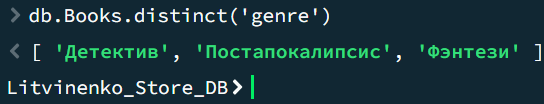 > db.Books.distinct('genre')
< [ 'Детектив', 'Постапокалипсис', 'Фэнтези' ]
Litvinenko_Store_DB>